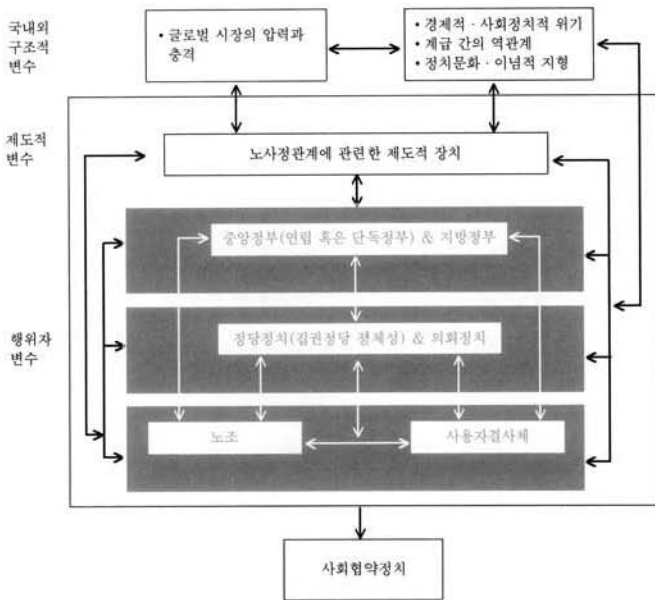 국내외
구조적
변수
• 글로벌 시장의 압력과
충격
• 경제적 · 사회정치적 위기
• 계급 간의 역관계
• 정치문화 · 이념적 지형
제도적
변수
노사정관계에 관련한 제도적 장치
중앙정부(연립 혹은 단독정부) & 지방정부
행위자
변수
정당정치(집권정당 정체성) & 의회정치
노조
사용자결사체
사회협약정치